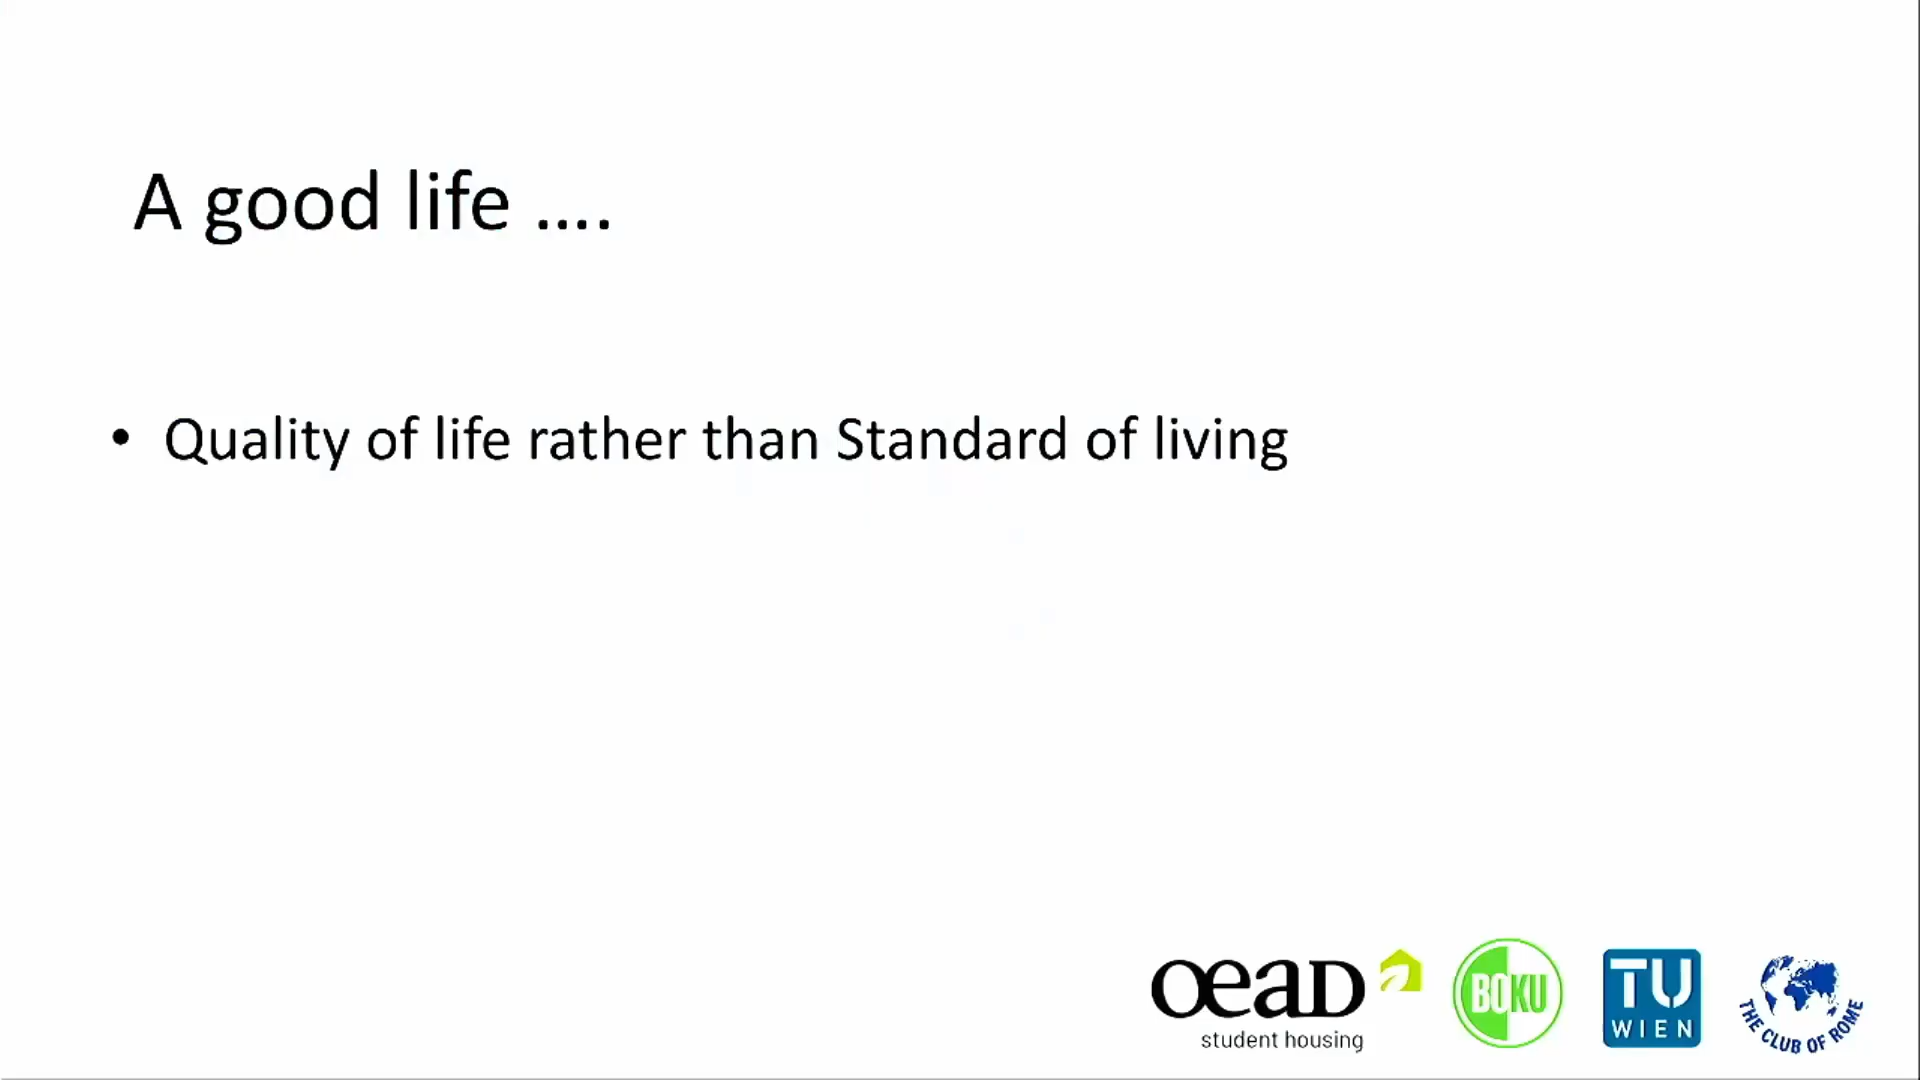 A good life ....
• Quality of life rather than Standard of living
OeAD
student housing
BOKU
TU
WIEN
THE CLUB OF ROME